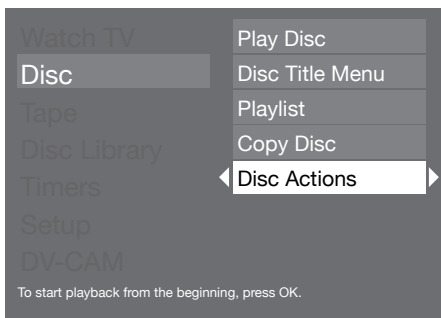 Watch TV
Disc
Tape
Disc Library
Timers
Setup
DV-CAM
Play Disc
Disc Title Menu
Playlist
Copy Disc
Disc Actions
To start playback from the beginning, press OK.